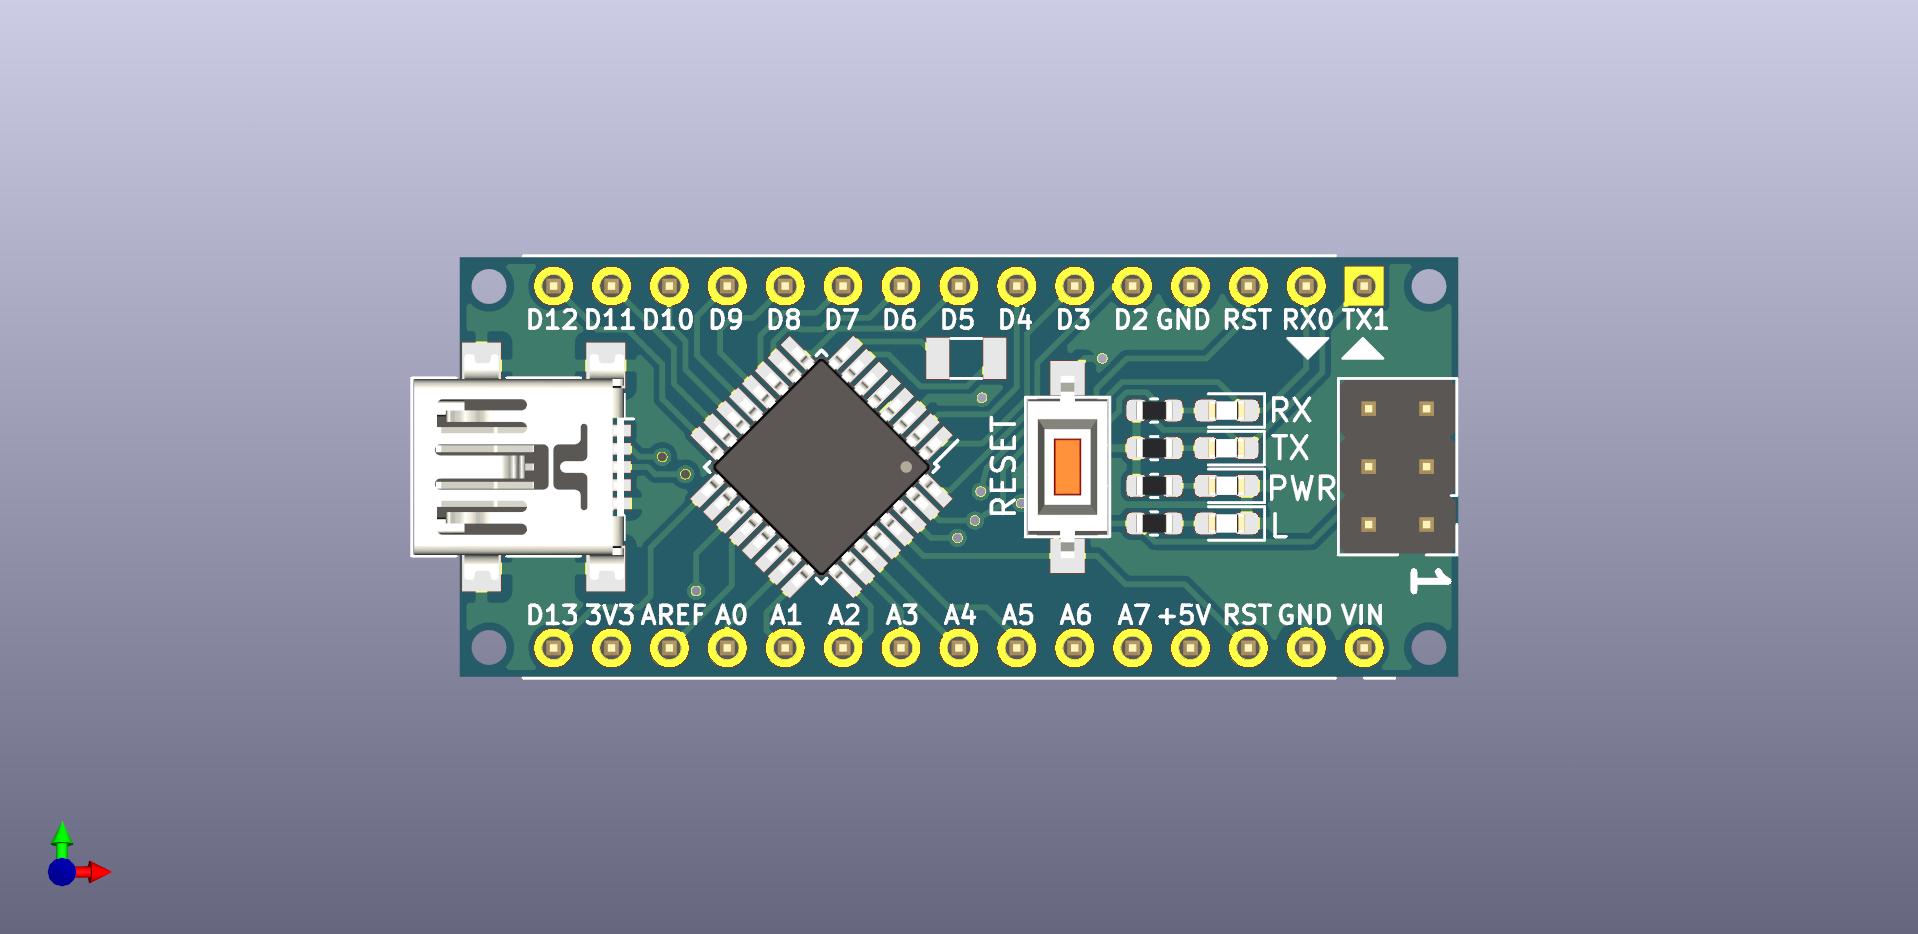 D12 D11 D10 D9 D8 D7 D6 D5 D4 D3 D2 GND RST RX0 TX1
RESET
RX
TX
PWR
L
1
D13 3V3 AREF A0 A1 A2 A3 A4 A5 A6 A7 +5V RST GND VIN